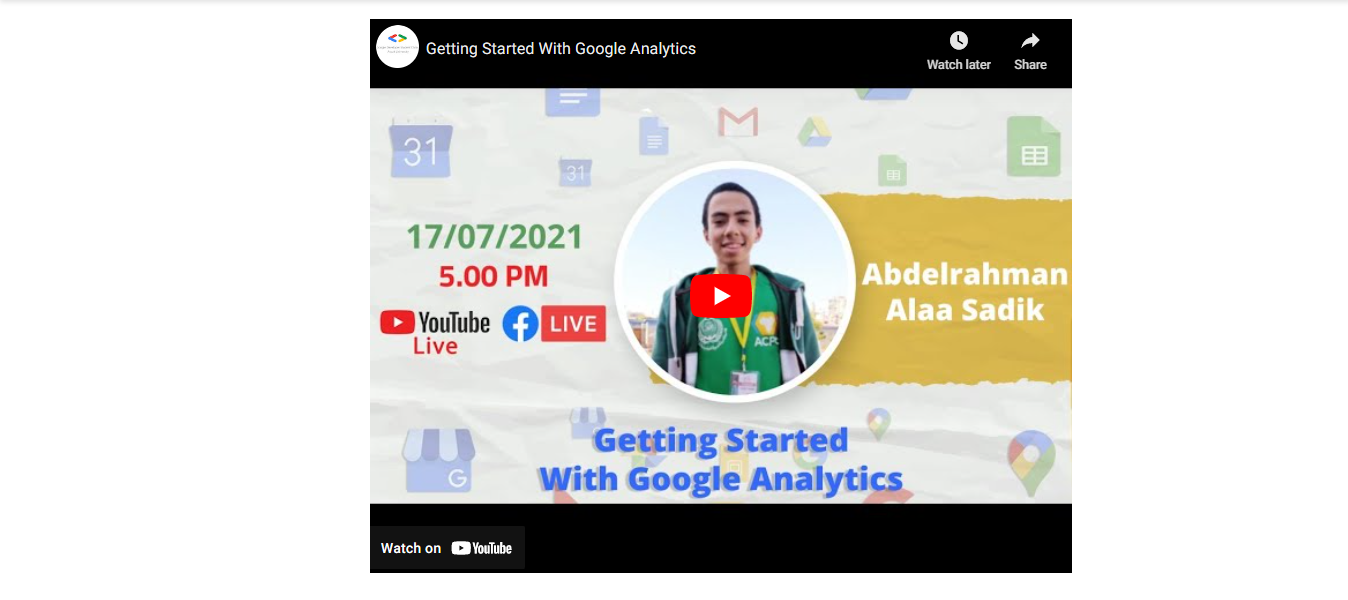 Getting Started With Google Analytics
Watch later
Share
31
31
17/07/2021
5.00 PM
YouTube
Live
LIVE
ACPC
Abdelrahman
Alaa Sadik
G
Getting Started
With Google Analytics
Watch on YouTube